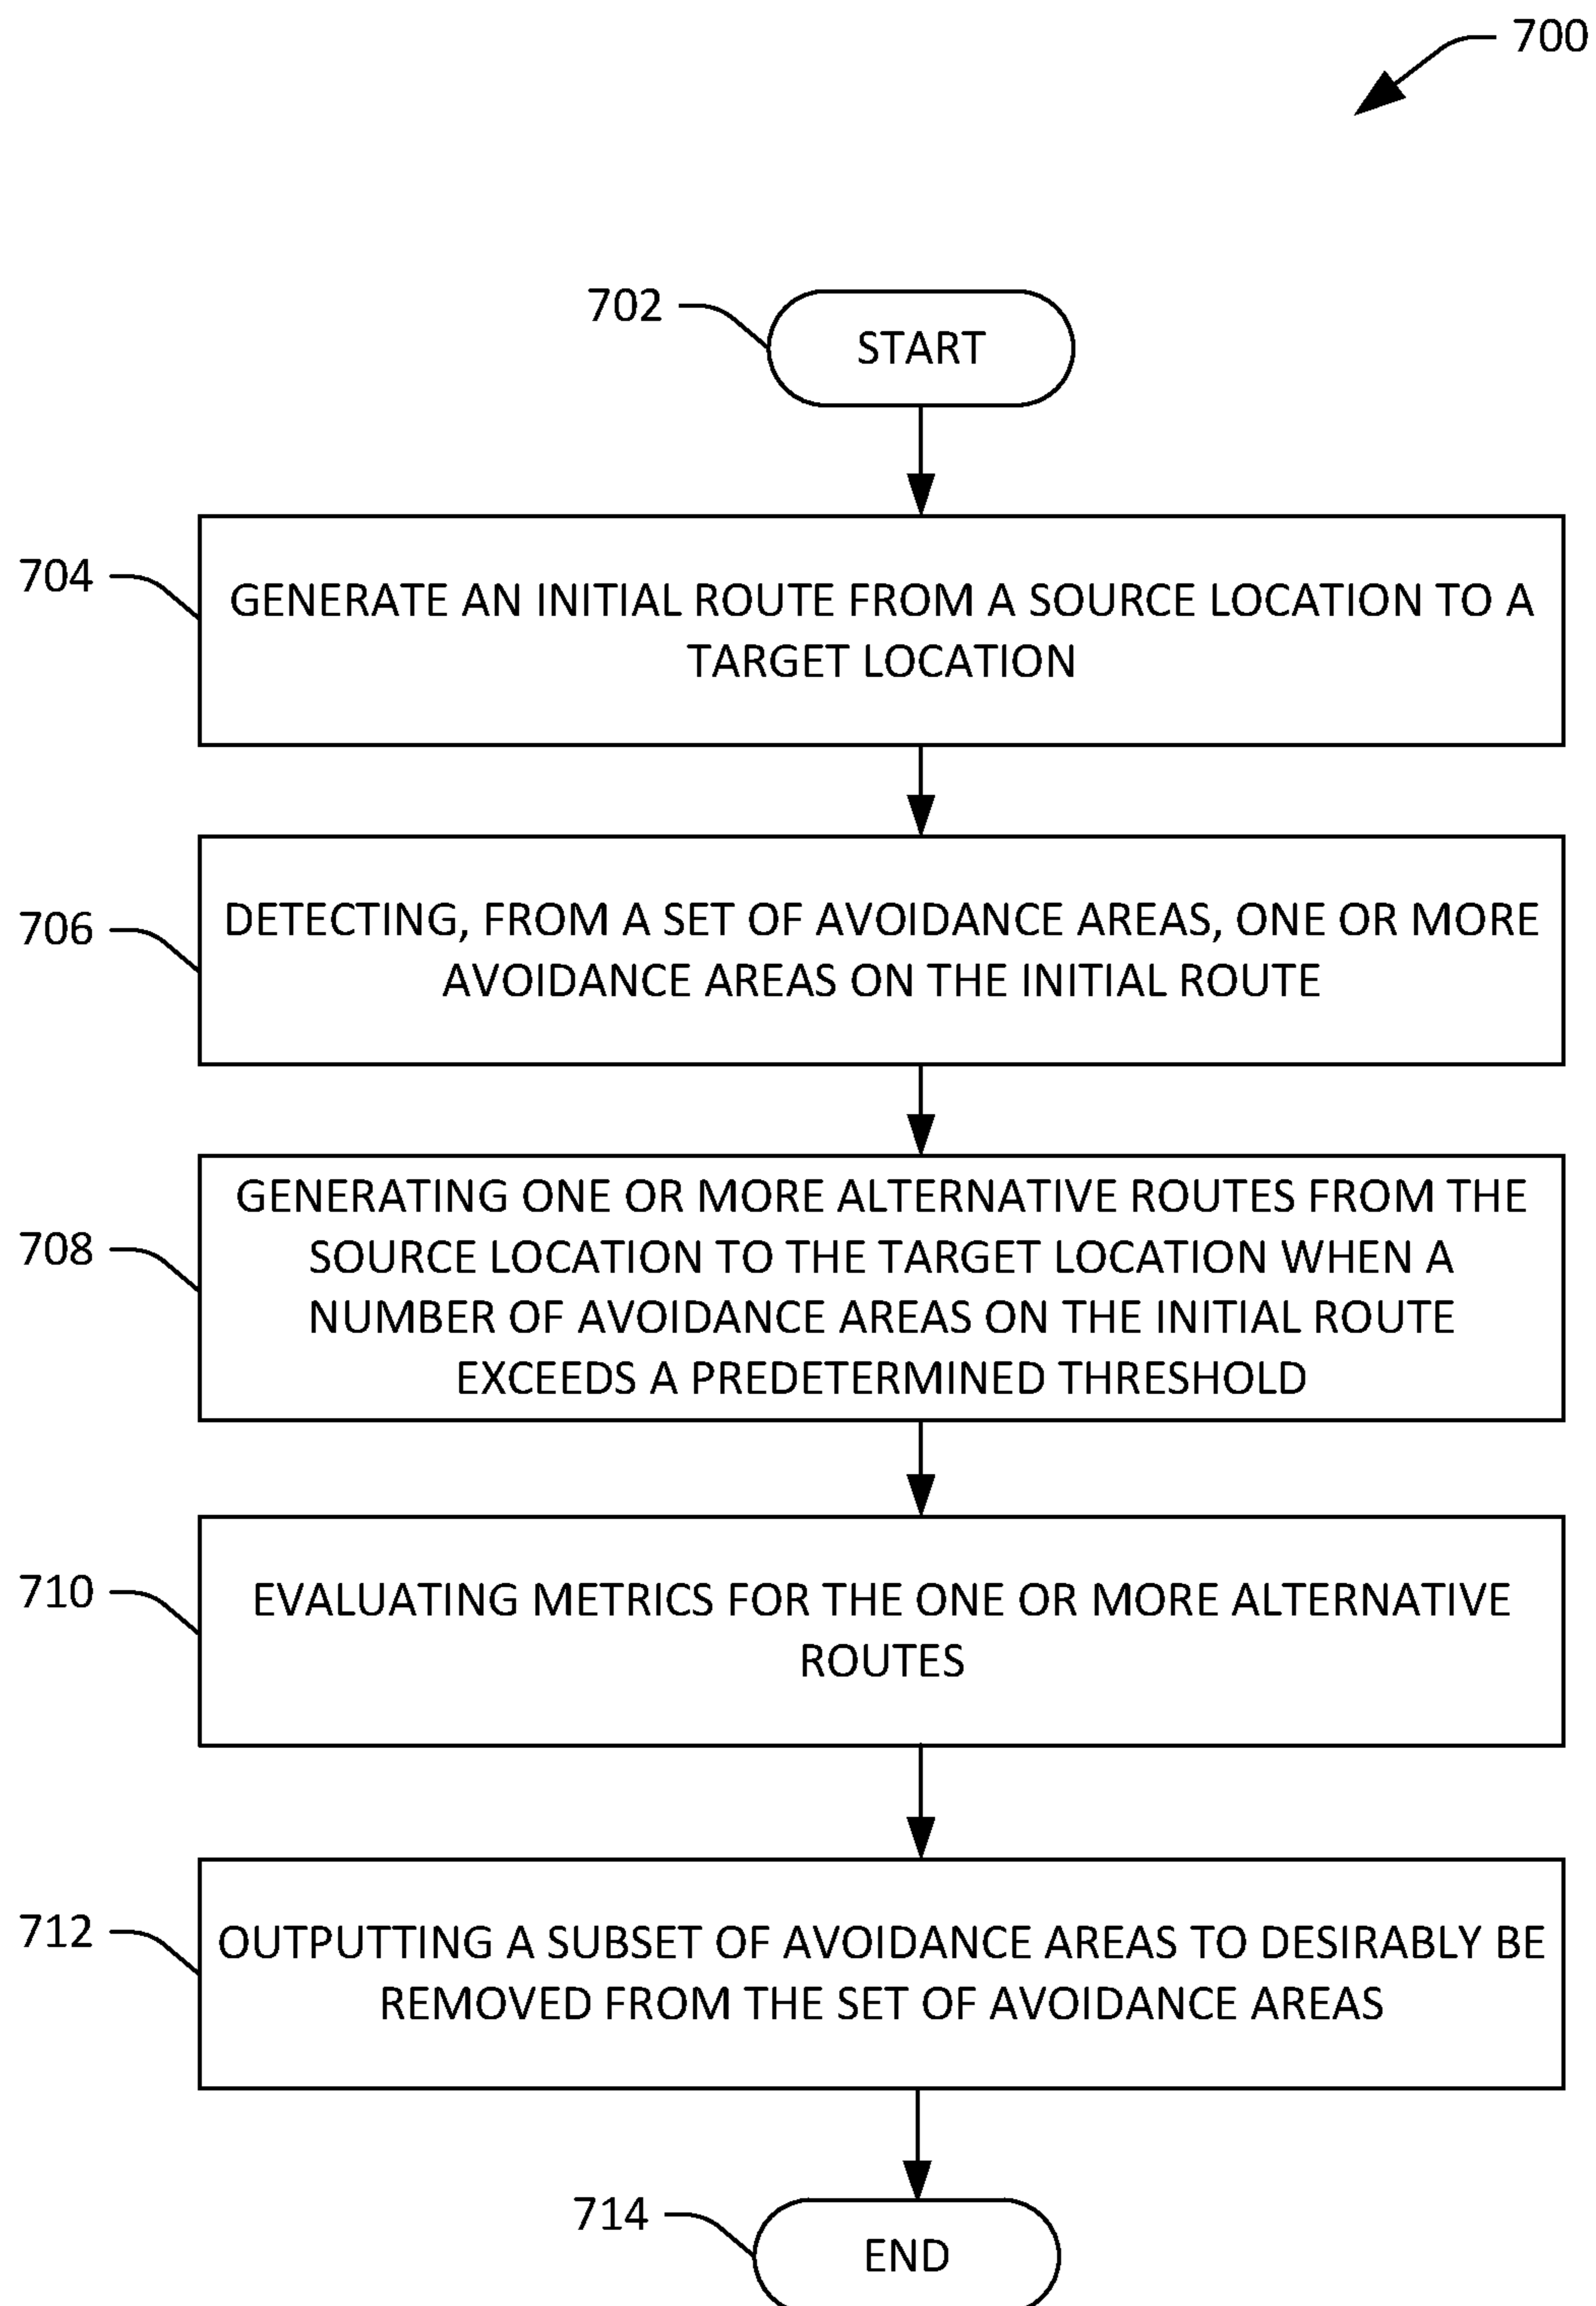 700
702
START
704
GENERATE AN INITIAL ROUTE FROM A SOURCE LOCATION TO A
TARGET LOCATION
706
DETECTING, FROM A SET OF AVOIDANCE AREAS, ONE OR MORE
AVOIDANCE AREAS ON THE INITIAL ROUTE
708
GENERATING ONE OR MORE ALTERNATIVE ROUTES FROM THE
SOURCE LOCATION TO THE TARGET LOCATION WHEN A
NUMBER OF AVOIDANCE AREAS ON THE INITIAL ROUTE
EXCEEDS A PREDETERMINED THRESHOLD
710
EVALUATING METRICS FOR THE ONE OR MORE ALTERNATIVE
ROUTES
712
OUTPUTTING A SUBSET OF AVOIDANCE AREAS TO DESIRABLY BE
REMOVED FROM THE SET OF AVOIDANCE AREAS
714
END